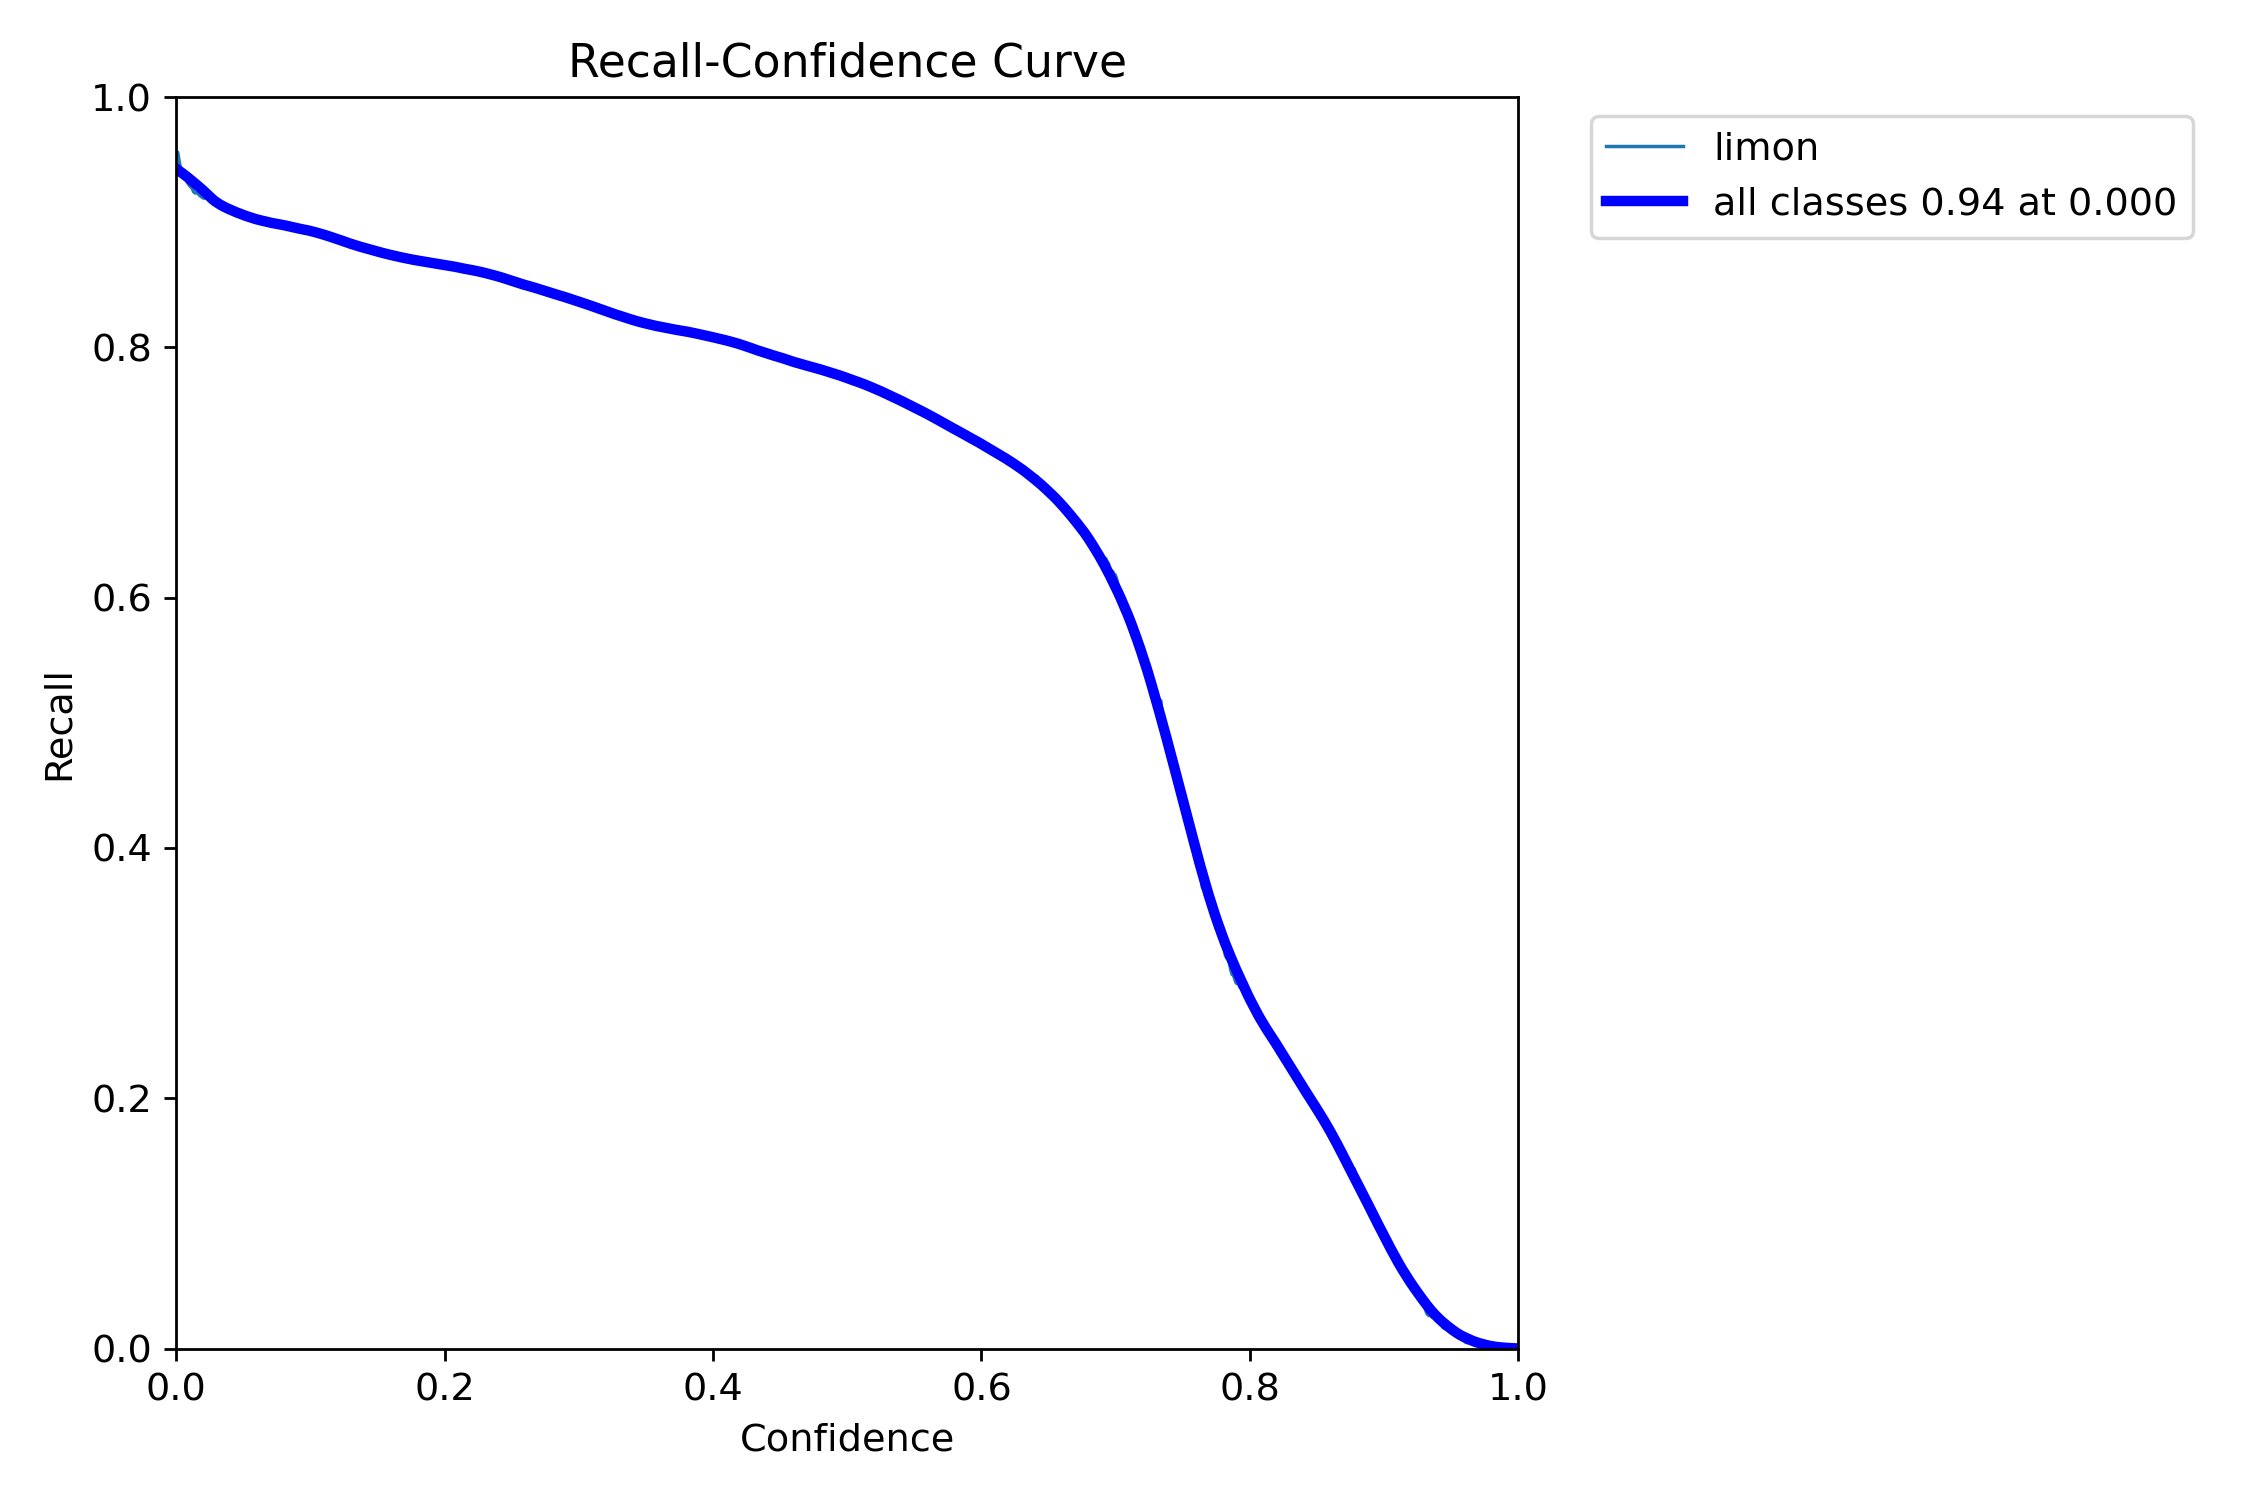 Recall-Confidence Curve
limon
all classes 0.94 at 0.000
1.0
0.8
0.6
0.4
0.2
0.0
Recall
0.0 0.2 0.4 0.6 0.8 1.0
Confidence